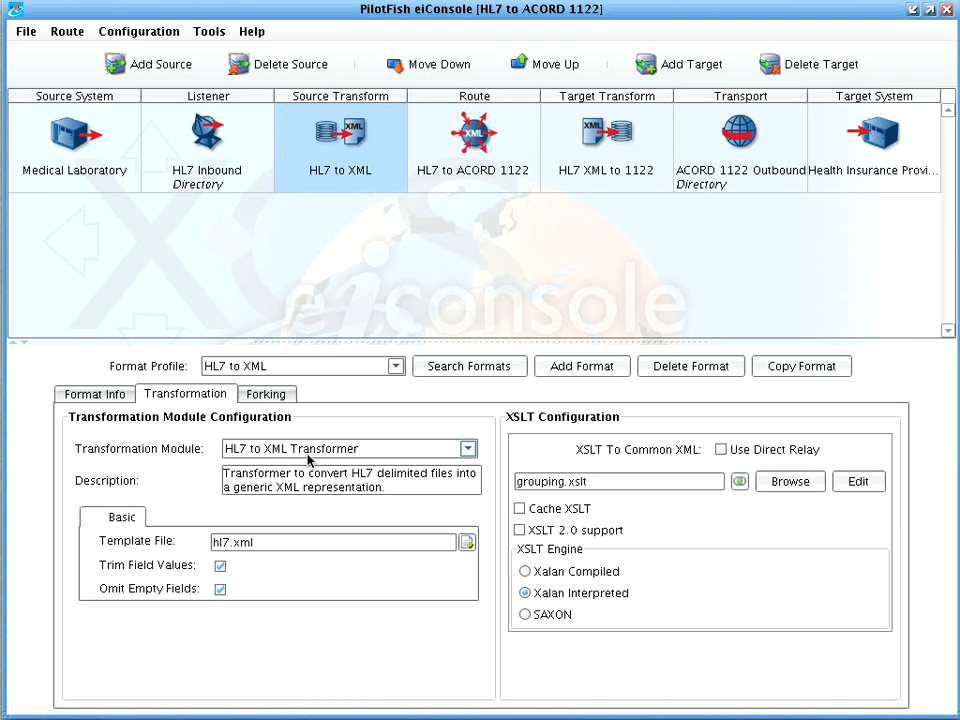 PilotFish eiConsole [HL7 to ACORD 1122]
File Route Configuration Tools Help
Add Source Delete Source Move Down Move Up Add Target Delete Target
Source System Listener Source Transform Route Target Transform Transport Target System
Medical Laboratory HL7 Inbound HL7 to XML HL7 to ACORD 1122 HL7 XML to 1122 ACORD 1122 Outbound Health Insurance Provi...
Directory Directory
eiconsole
Format Profile: HL7 to XML Search Formats Add Format Delete Format Copy Format
Format Info Transformation Forking
Transformation Module Configuration XSLT Configuration
Transformation Module: HL7 to XML Transformer XSLT To Common XML: Use Direct Relay
Description: Transformer to convert HL7 delimited files into
a generic XML representation.
grouping.xslt Browse Edit
Cache XSLT
Basic
XSLT 2.0 support
Template File: hl7.xml XSLT Engine
Trim Field Values: Xalan Compiled
Omit Empty Fields: Xalan Interpreted
SAXON